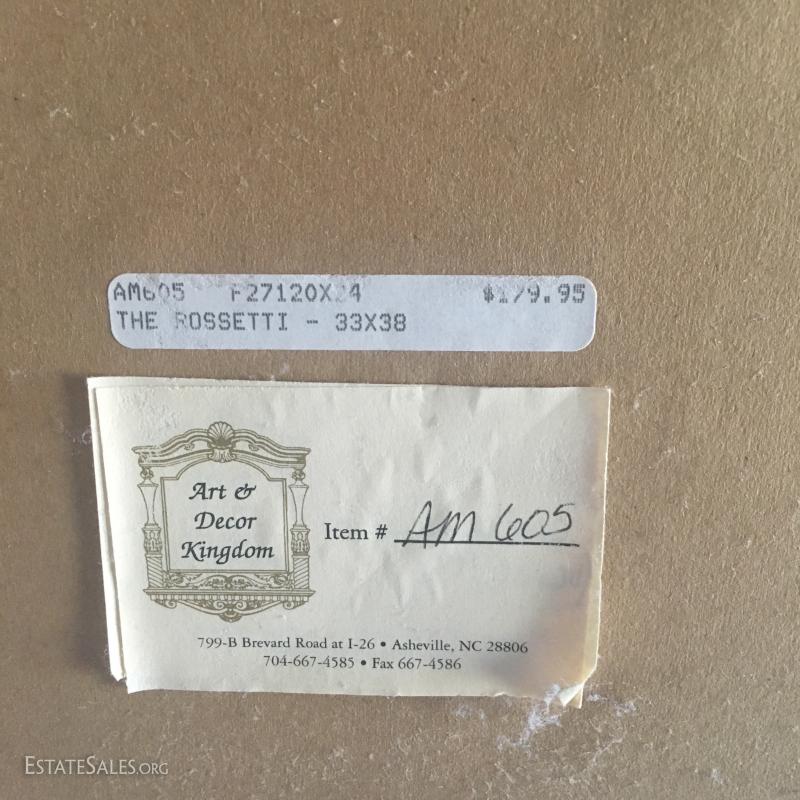 AM605 F27120X24 $179.95
THE ROSSETTI - 33X38
Art &
Decor
Kingdom
Item # AM 605
799-B Brevard Road at I-26 • Asheville, NC 28806
704-667-4585 • Fax 667-4586
ESTATESALES.ORG